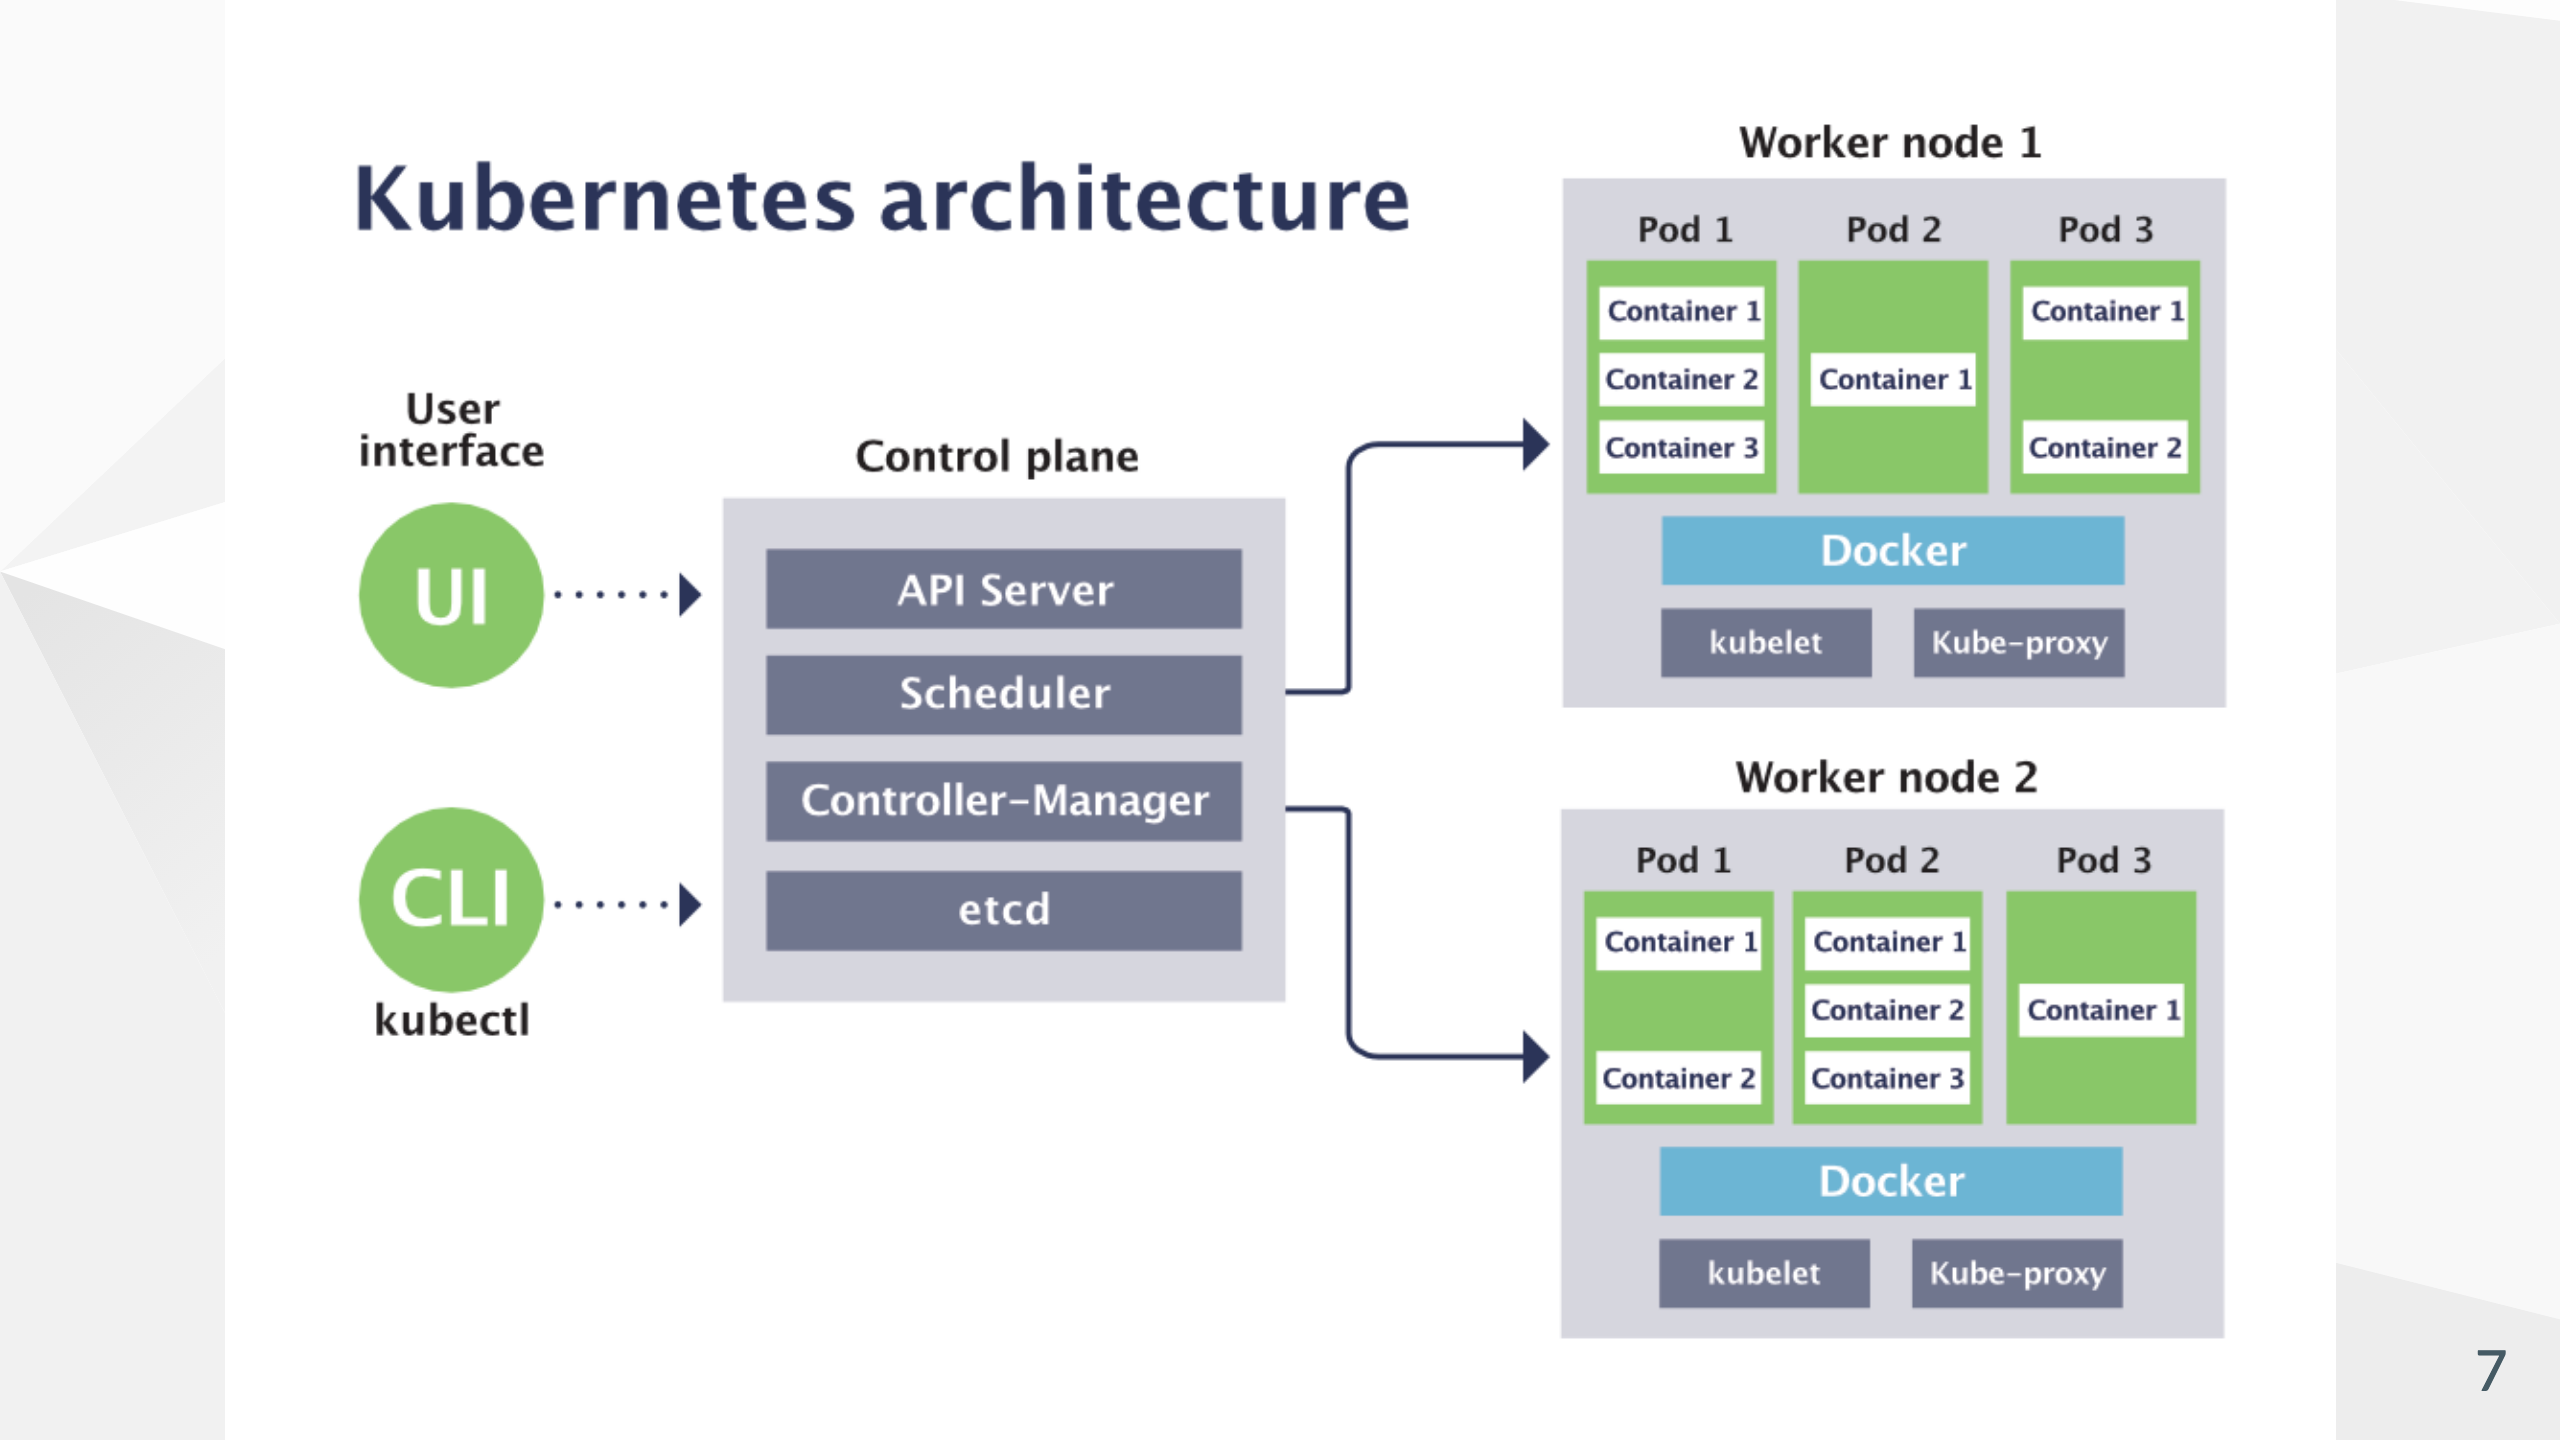 Kubernetes architecture
User
interface
UI
CLI
kubectl
Control plane
API Server
Scheduler
Controller-Manager
etcd
Worker node 1
Pod 1
Container 1
Container 2
Container 3
Pod 2
Container 1
Pod 3
Container 1
Container 2
Docker
kubelet
Kube-proxy
Worker node 2
Pod 1
Container 1
Container 2
Pod 2
Container 1
Container 2
Container 3
Pod 3
Container 1
Docker
kubelet
Kube-proxy
7